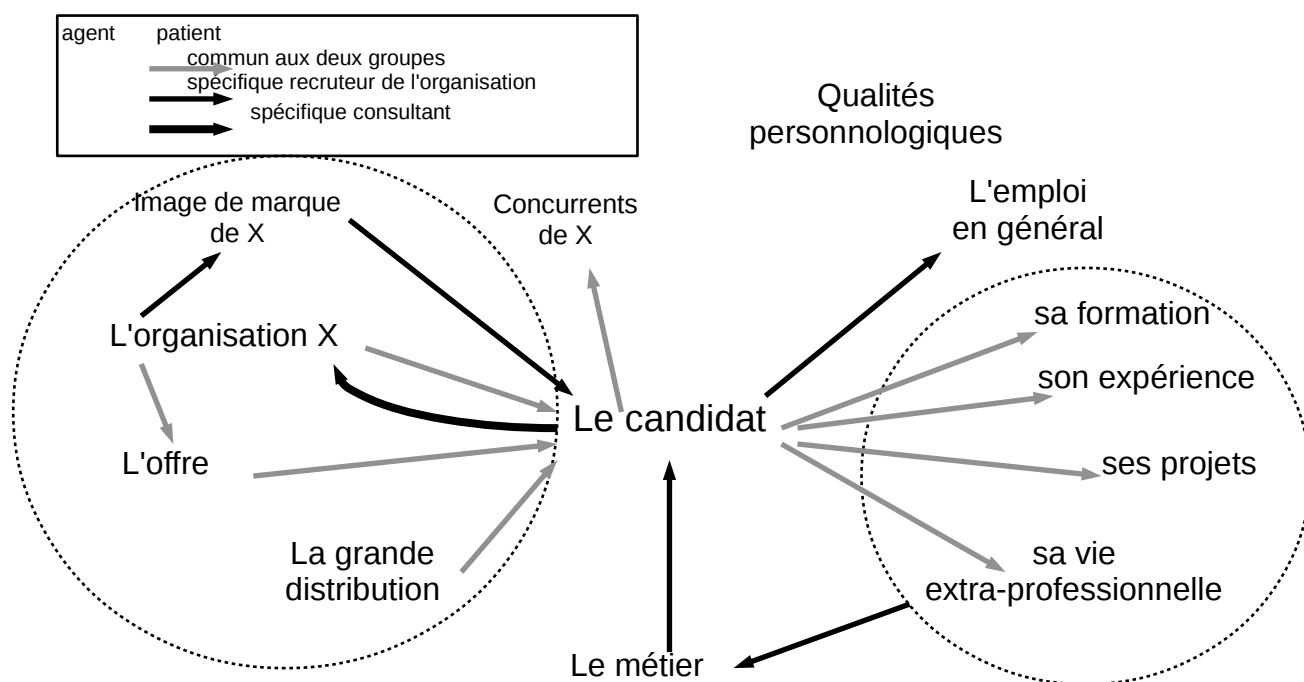 agent patient
commun aux deux groupes
spécifique recruteur de l'organisation
spécifique consultant
Qualités
personnologiques
Image de marque
de X
Concurrents
de X
L'emploi
en général
L'organisation X
sa formation
son expérience
Le candidat
L'offre
ses projets
La grande
distribution
sa vie
extra-professionnelle
Le métier